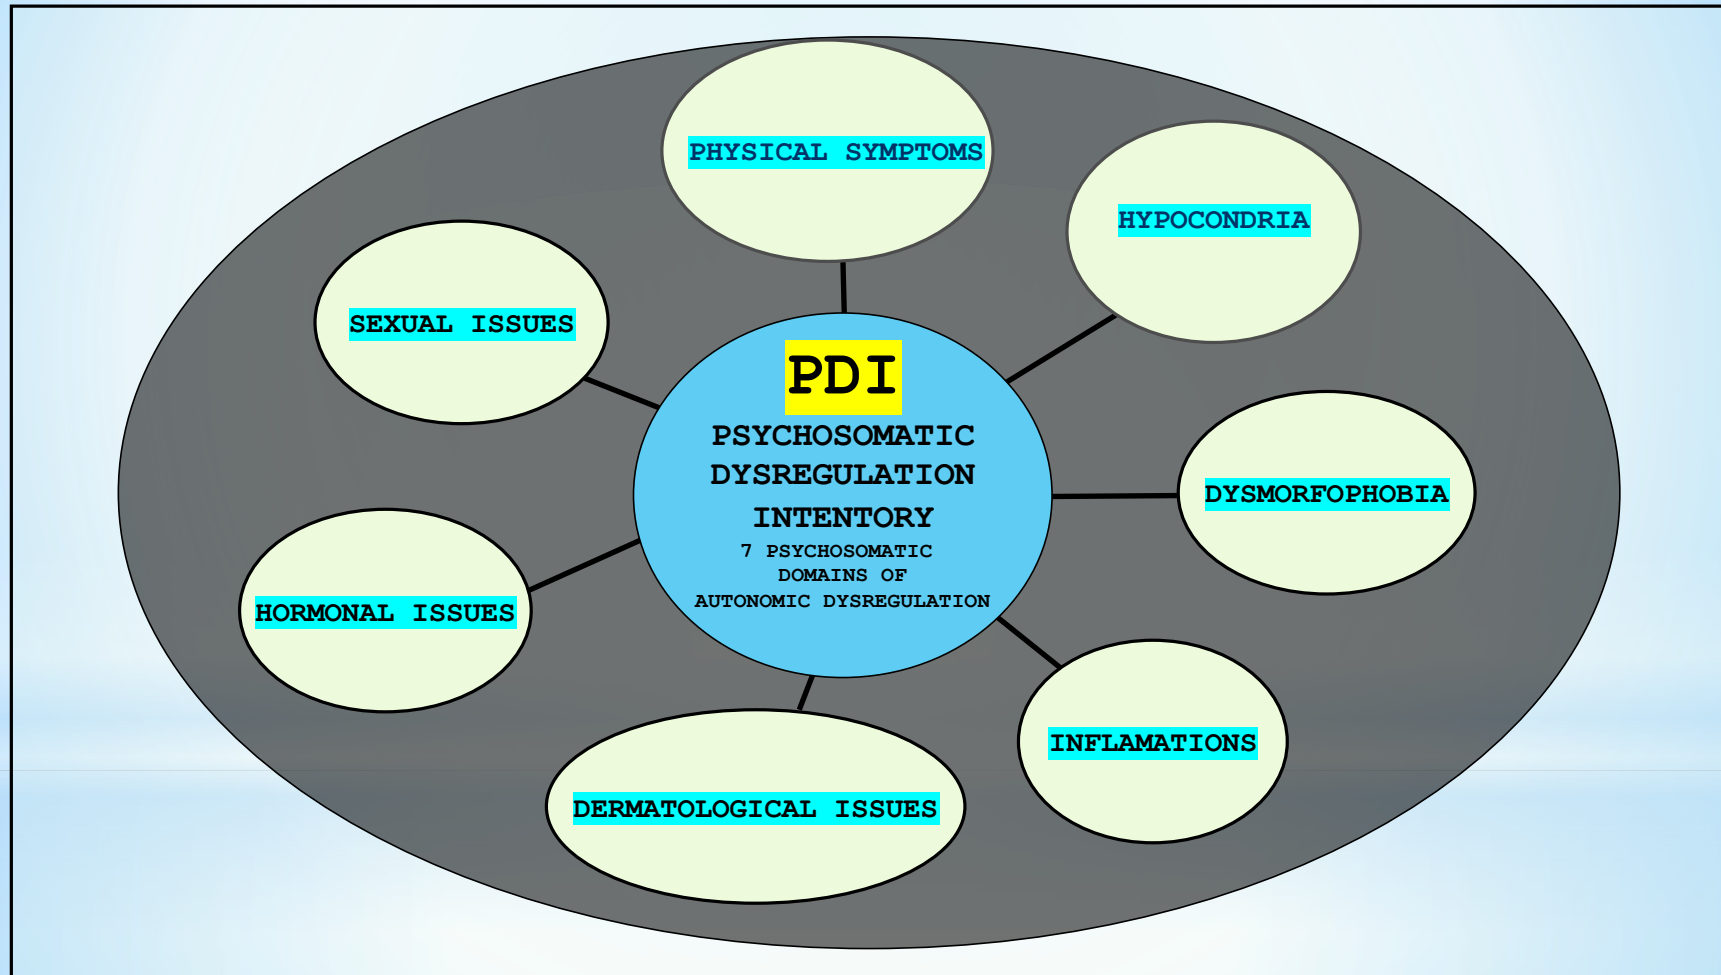 PHYSICAL SYMPTOMS
HYPOCONDRIA
SEXUAL ISSUES
PDI
PSYCHOSOMATIC
DYSREGULATION
INTENTORY
7 PSYCHOSOMATIC
DOMAINS OF
AUTONOMIC DYSREGULATION
DYSMORFOPHOBIA
HORMONAL ISSUES
INFLAMATIONS
DERMATOLOGICAL ISSUES